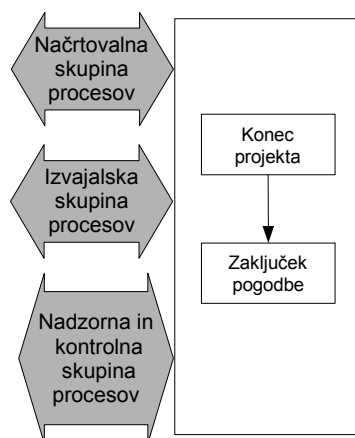 Načrtovalna
skupina
procesov
Izvajalska
skupina
procesov
Nadzorna in
kontrolna
skupina
procesov
Konec
projekta
Zaključek
pogodbe